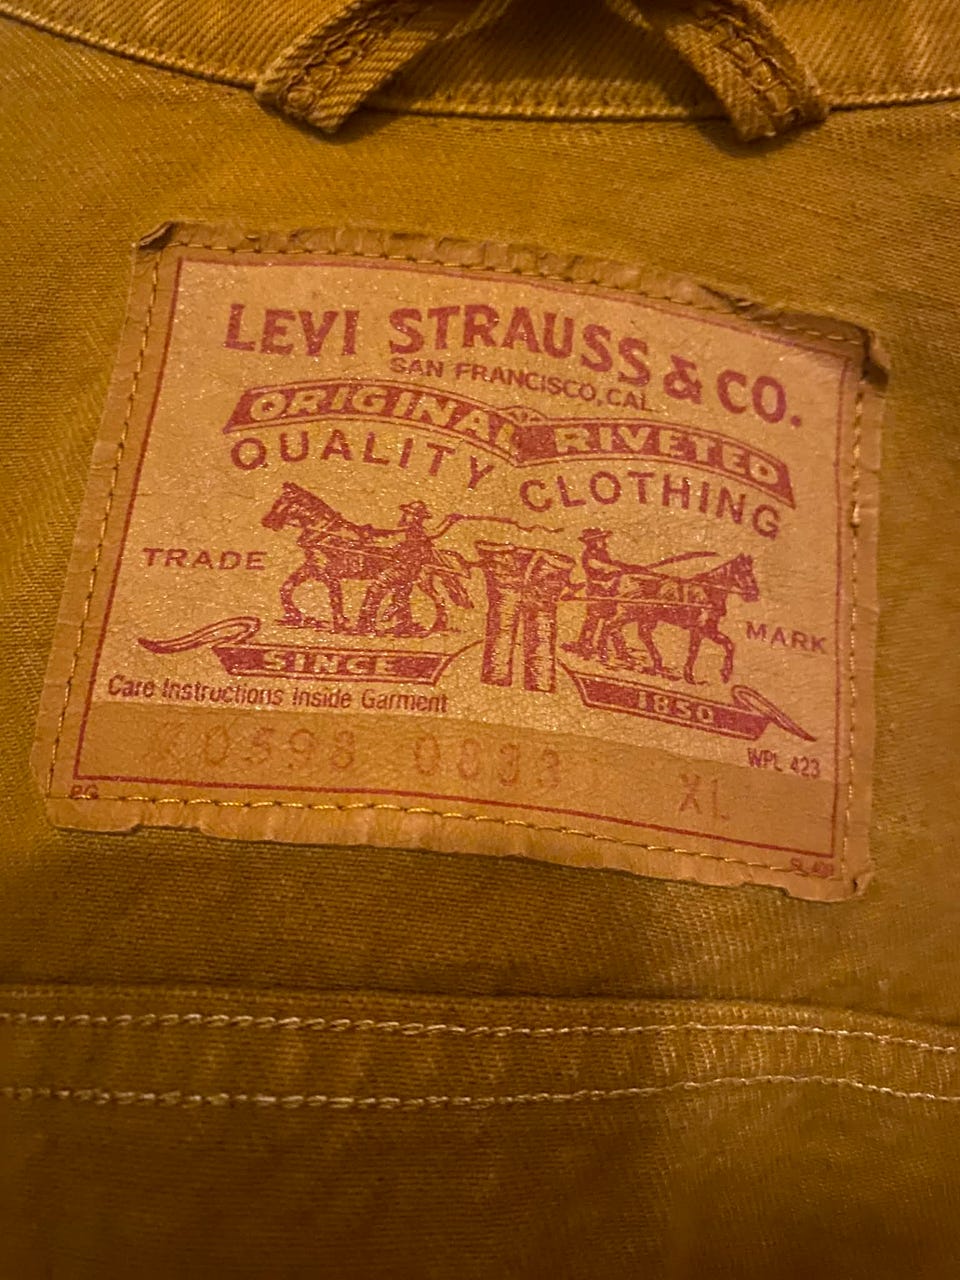 LEVI STRAUSS & CO.
SAN FRANCISCO, CAL
ORIGINAL RIVETED
QUALITY CLOTHING
TRADE MARK
SINCE 1850
Care Instructions Inside Garment
WPL 423
XL